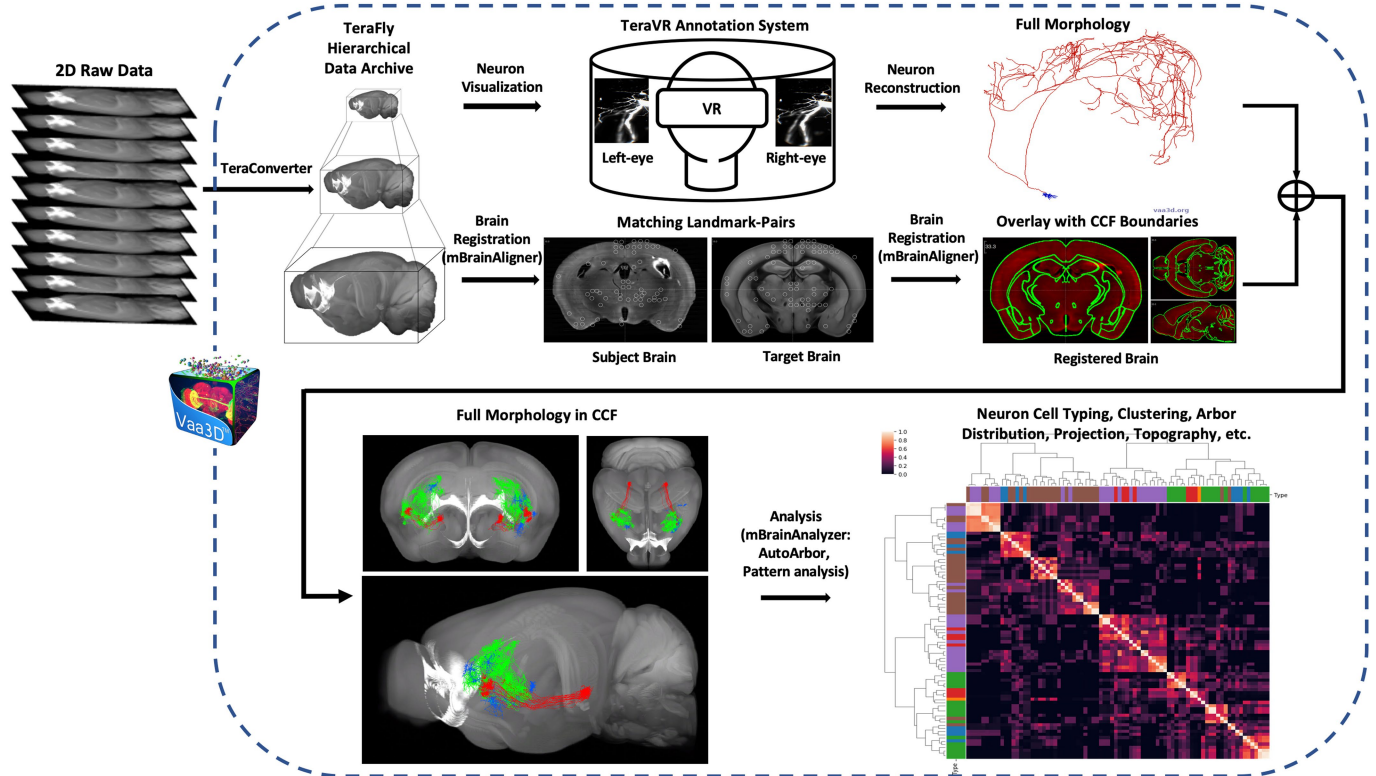 2D Raw Data
TeraConverter
TeraFly
Hierarchical
Data Archive
Neuron
Visualization
TeraVR Annotation System
VR
Left-eye
Right-eye
Neuron
Reconstruction
Full Morphology
vaa3d.org
Brain
Registration
(mBrainAligner)
Matching Landmark-Pairs
Subject Brain
Target Brain
Brain
Registration
(mBrainAligner)
Overlay with CCF Boundaries
33.3
Registered Brain
Vaa3D™
Full Morphology in CCF
Analysis
(mBrainAnalyzer:
AutoArbor,
Pattern analysis)
Neuron Cell Typing, Clustering, Arbor
Distribution, Projection, Topography, etc.
1.0
0.8
0.6
0.4
0.2
0.0
Type
Type